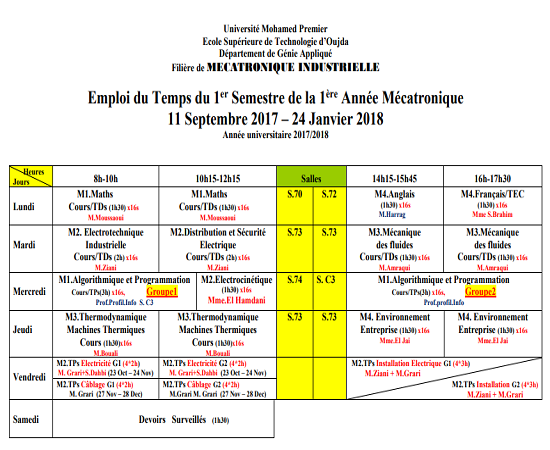 Université Mohamed Premier
Ecole Supérieure de Technologie d'Oujda
Département de Génie Appliqué
Filière de MECATRONIQUE INDUSTRIELLE
Emploi du Temps du 1er Semestre de la 1ère Année Mécatronique
11 Septembre 2017 – 24 Janvier 2018
Année universitaire 2017/2018
Heures
Jours
8h-10h
10h15-12h15
Salles
14h15-15h45
16h-17h30
Lundi
M1.Maths
Cours/TDs (1h30) x16s
M.Moussaoui
M1.Maths
Cours/TDs (1h30) x16s
M.Moussaoui
S.70
S.72
M4.Anglais
(1h30) x16s
M.Harrag
M4.Français/TEC
(1h30) x16s
Mme S.Brahim
Mardi
M2. Electrotechnique
Industrielle
Cours/TDs (2h) x16s
M.Ziani
M2.Distribution et Sécurité
Electrique
Cours/TDs (2h) x16s
M.Ziani
S.73
S.73
M3.Mécanique
des fluides
Cours/TDs (1h30) x16s
M.Amraqui
M3.Mécanique
des fluides
Cours/TDs (1h30) x16s
M.Amraqui
Mercredi
M1.Algorithmique et Programmation
Cours/TPs(3h) x16s, Groupe1
Prof.profil.Info S. C3
M2.Electrocinétique
(1h30) x16s
Mme.El Hamdani
S.74
S. C3
M1.Algorithmique et Programmation
Cours/TPs(3h) x16s, Groupe2
Prof.profil.Info
Jeudi
M3.Thermodynamique
Machines Thermiques
Cours (1h30)x16s
M.Bouali
M3.Thermodynamique
Machines Thermiques
Cours (1h30)x16s
M.Bouali
S.73
S.73
M4. Environement
Entreprise (1h30) x16s
Mme.El Jai
M4. Environement
Entreprise (1h30) x16s
Mme.El Jai
Vendredi
M2.TPs Electricité G1 (4*2h)
M. Grari+S.Dahbi (23 Oct – 24 Nov)
M2.TPs Electricité G2 (4*2h)
M. Grari+S.Dahbi (23 Oct – 24 Nov)
M2.TPs Installation Electrique G1 (4*3h)
M.Ziani + M.Grari
M2.TPs Câblage G1 (4*2h)
M. Grari (27 Nov – 28 Dec)
M2.TPs Câblage G2 (4*2h)
M.Grari M. Grari (27 Nov – 28 Dec)
M2.TPs Installation G2 (4*3h)
M.Ziani + M.Grari
Samedi
Devoirs Surveillés (1h30)